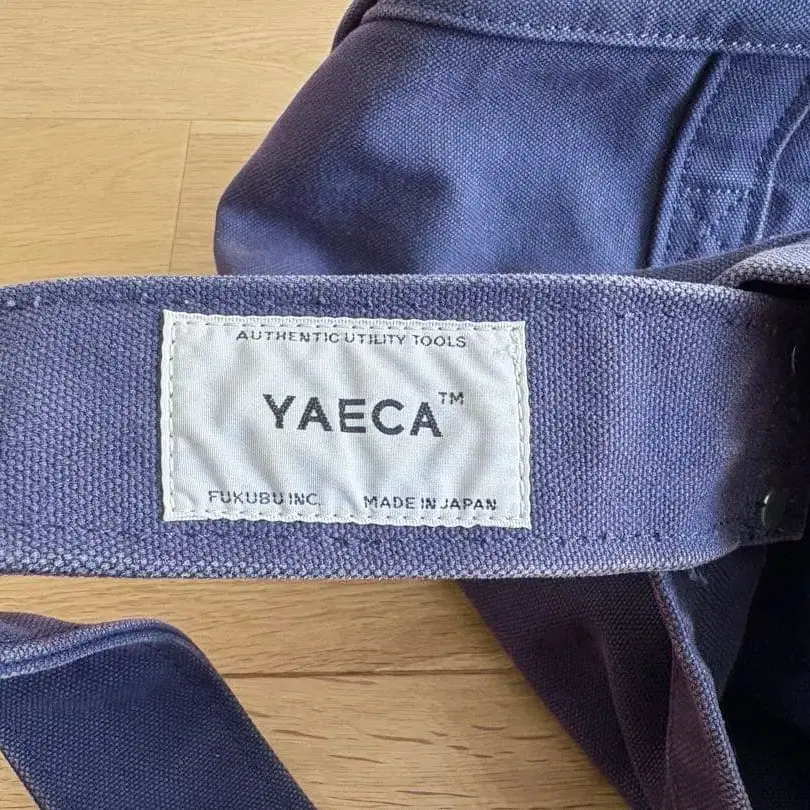 AUTHENTIC UTILITY TOOLS
YAECA™
FUKUBU INC. MADE IN JAPAN